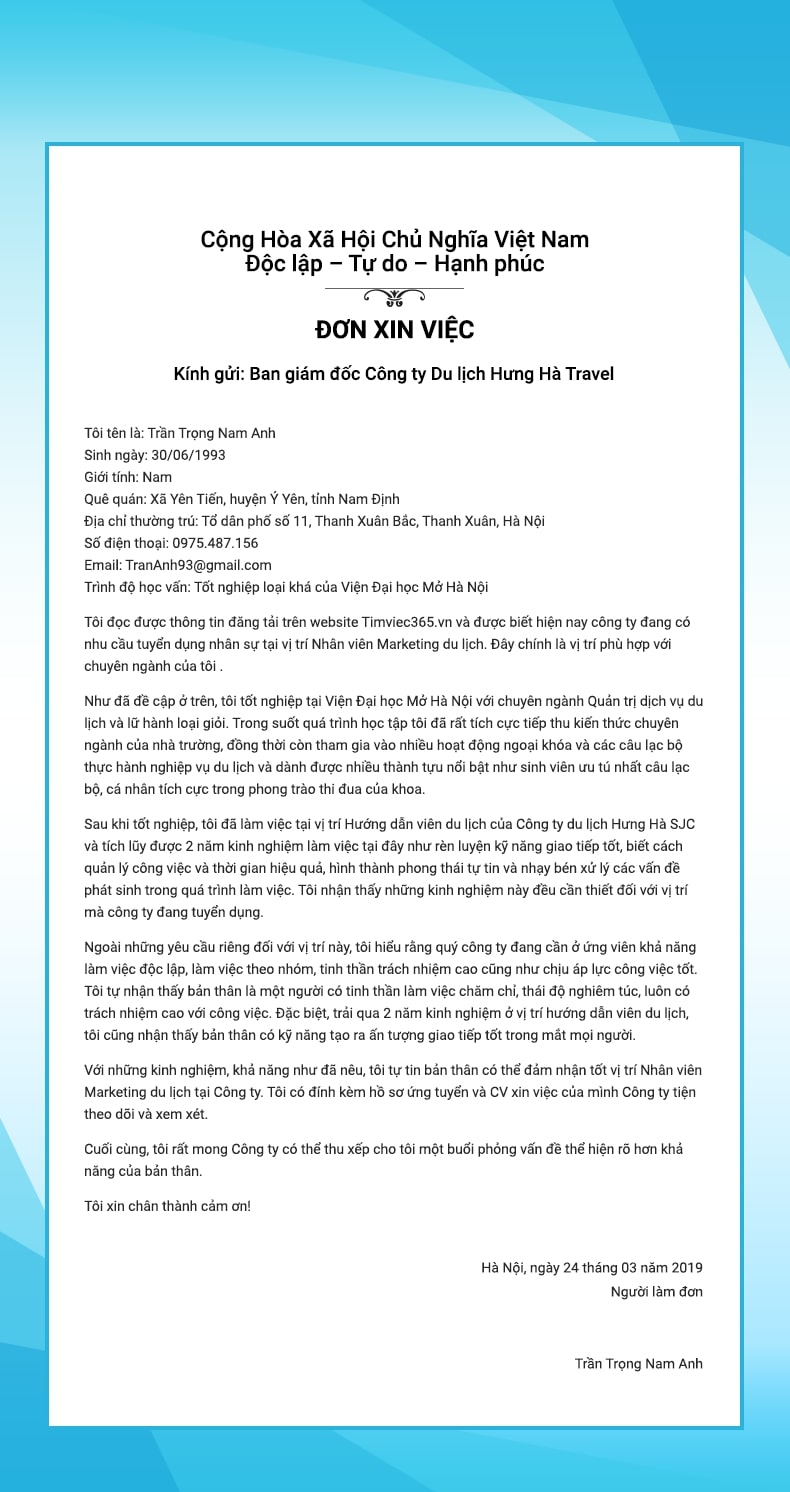 Cộng Hòa Xã Hội Chủ Nghĩa Việt Nam
Độc lập – Tự do – Hạnh phúc
ĐƠN XIN VIỆC
Kính gửi: Ban giám đốc Công ty Du lịch Hưng Hà Travel
Tôi tên là: Trần Trọng Nam Anh
Sinh ngày: 30/06/1993
Giới tính: Nam
Quê quán: Xã Yên Tiến, huyện Ý Yên, tỉnh Nam Định
Địa chỉ thường trú: Tổ dân phố số 11, Thanh Xuân Bắc, Thanh Xuân, Hà Nội
Số điện thoại: 0975.487.156
Email: TranAnh93@gmail.com
Trình độ học vấn: Tốt nghiệp loại khá của Viện Đại học Mở Hà Nội
Tôi đọc được thông tin đăng tải trên website Timviec365.vn và được biết hiện nay công ty đang có
nhu cầu tuyển dụng nhân sự tại vị trí Nhân viên Marketing du lịch. Đây chính là vị trí phù hợp với
chuyên ngành của tôi .
Như đã đề cập ở trên, tôi tốt nghiệp tại Viện Đại học Mở Hà Nội với chuyên ngành Quản trị dịch vụ du
lịch và lữ hành loại giỏi. Trong suốt quá trình học tập tôi đã rất tích cực tiếp thu kiến thức chuyên
ngành của nhà trường, đồng thời còn tham gia vào nhiều hoạt động ngoại khóa và các câu lạc bộ
thực hành nghiệp vụ du lịch và dành được nhiều thành tựu nổi bật như sinh viên ưu tú nhất câu lạc
bộ, cá nhân tích cực trong phong trào thi đua của khoa.
Sau khi tốt nghiệp, tôi đã làm việc tại vị trí Hướng dẫn viên du lịch của Công ty du lịch Hưng Hà SJC
và tích lũy được 2 năm kinh nghiệm làm việc tại đây như rèn luyện kỹ năng giao tiếp tốt, biết cách
quản lý công việc và thời gian hiệu quả, hình thành phong thái tự tin và nhạy bén xử lý các vấn đề
phát sinh trong quá trình làm việc. Tôi nhận thấy những kinh nghiệm này đều cần thiết đối với vị trí
mà công ty đang tuyển dụng.
Ngoài những yêu cầu riêng đối với vị trí này, tôi hiểu rằng quý công ty đang cần ở ứng viên khả năng
làm việc độc lập, làm việc theo nhóm, tinh thần trách nhiệm cao cũng như chịu áp lực công việc tốt.
Tôi tự nhận thấy bản thân là một người có tinh thần làm việc chăm chỉ, thái độ nghiêm túc, luôn có
trách nhiệm cao với công việc. Đặc biệt, trải qua 2 năm kinh nghiệm ở vị trí hướng dẫn viên du lịch,
tôi cũng nhận thấy bản thân có kỹ năng tạo ra ấn tượng giao tiếp tốt trong mắt mọi người.
Với những kinh nghiệm, khả năng như đã nêu, tôi tự tin bản thân có thể đảm nhận tốt vị trí Nhân viên
Marketing du lịch tại Công ty. Tôi có đính kèm hồ sơ ứng tuyển và CV xin việc của mình Công ty tiện
theo dõi và xem xét.
Cuối cùng, tôi rất mong Công ty có thể thu xếp cho tôi một buổi phỏng vấn đề thể hiện rõ hơn khả
năng của bản thân.
Tôi xin chân thành cảm ơn!
Hà Nội, ngày 24 tháng 03 năm 2019
Người làm đơn
Trần Trọng Nam Anh